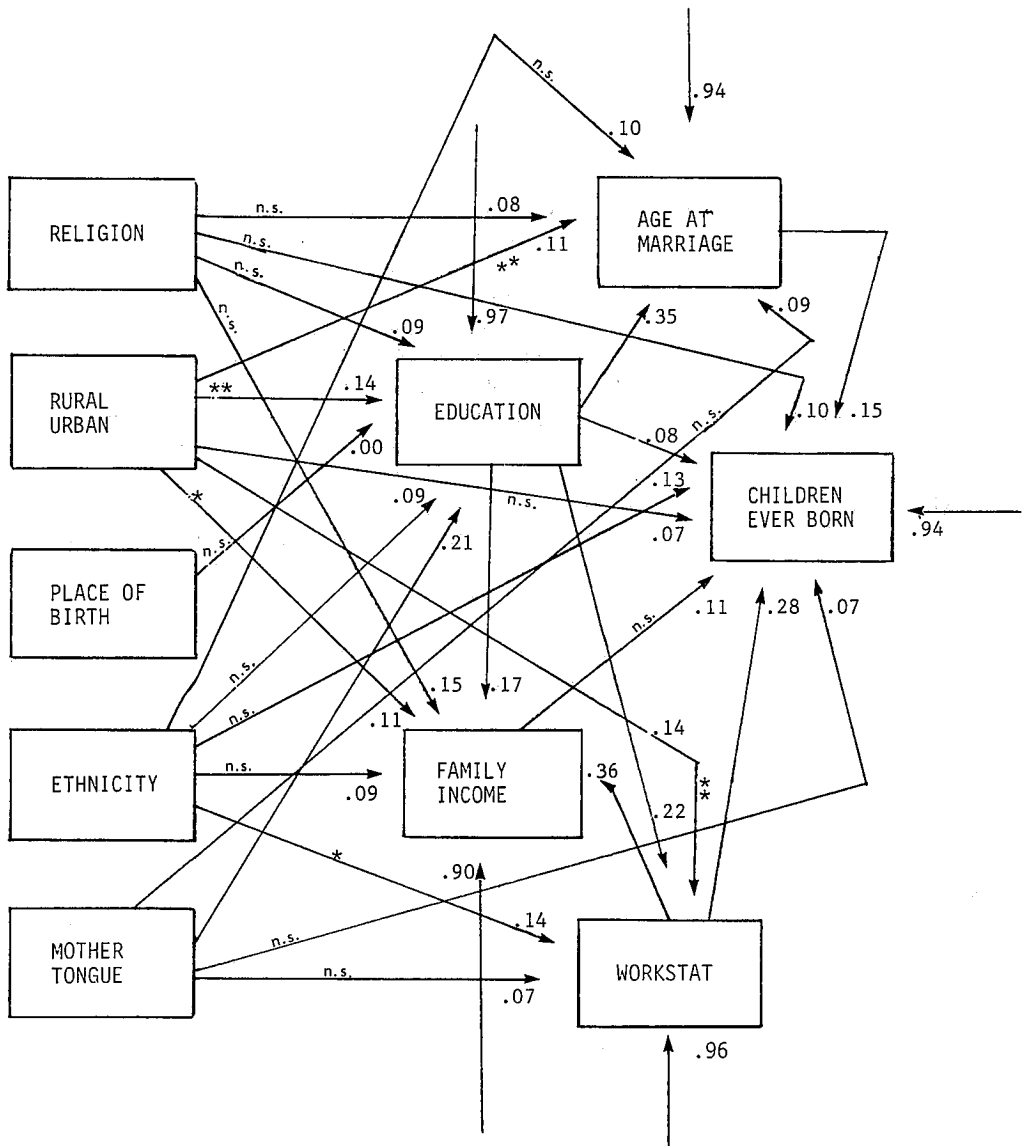 n.s.
.94
.10
RELIGION
n.s.
.08
AGE AT
MARRIAGE
n.s.
.11
**
n.s.
n.s.
.09
.97
.35
.09
RURAL
URBAN
**
.14
EDUCATION
.00
n.s.
.10
.15
.08
.13
*
.09
n.s.
CHILDREN
EVER BORN
.07
.94
n.s.
.21
PLACE OF
BIRTH
n.s.
.11
.28
.07
n.s.
.15
.17
n.s.
.11
.14
ETHNICITY
n.s.
.09
FAMILY
INCOME
.36
**
.22
*
.90
.14
MOTHER
TONGUE
n.s.
n.s.
.07
WORKSTAT
.96